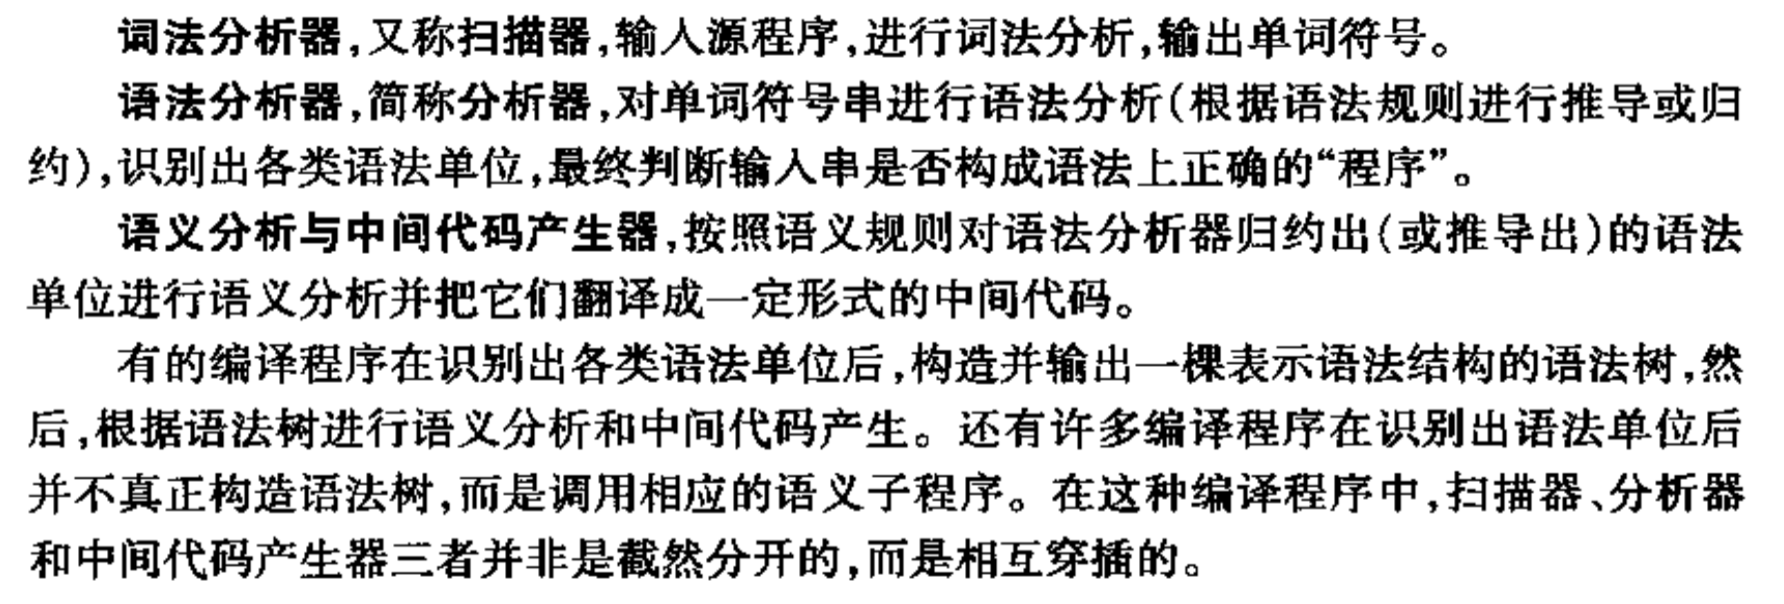 词法分析器,又称扫描器,输入源程序,进行词法分析,输出单词符号。
语法分析器,简称分析器,对单词符号串进行语法分析(根据语法规则进行推导或归
约),识别出各类语法单位,最终判断输入串是否构成语法上正确的“程序”。
语义分析与中间代码产生器,按照语义规则对语法分析器归约出(或推导出)的语法
单位进行语义分析并把它们翻译成一定形式的中间代码。
有的编译程序在识别出各类语法单位后,构造并输出一棵表示语法结构的语法树,然
后,根据语法树进行语义分析和中间代码产生。还有许多编译程序在识别出语法单位后
并不真正构造语法树,而是调用相应的语义子程序。在这种编译程序中,扫描器、分析器
和中间代码产生器三者并非是截然分开的,而是相互穿插的。